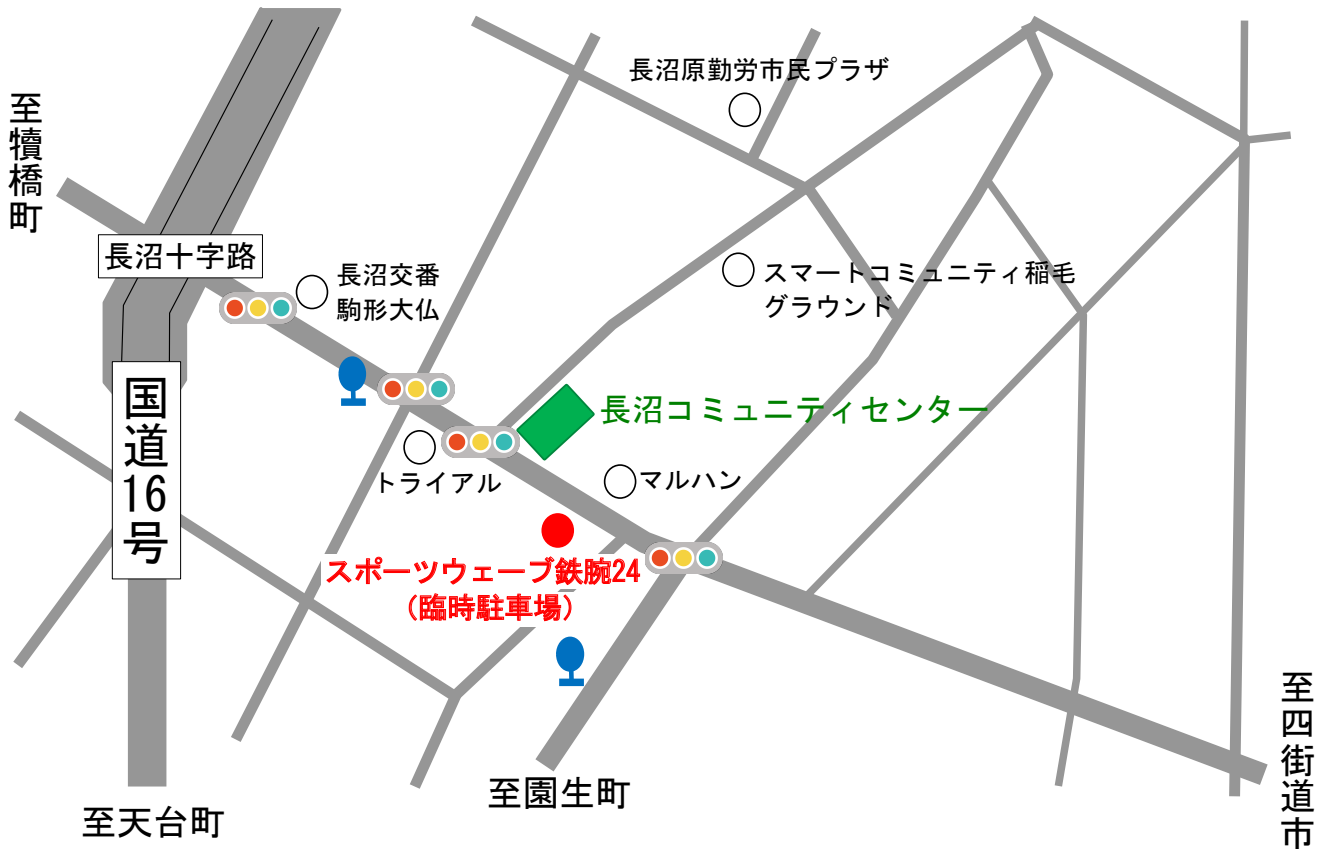 長沼原勤労市民プラザ
至犢橋町
長沼十字路
長沼交番
駒形大仏
スマートコミュニティ稲毛
グラウンド
国道16号
長沼コミュニティセンター
トライアル
マルハン
スポーツウェーブ鉄腕24
（臨時駐車場）
至四街道市
至園生町
至天台町